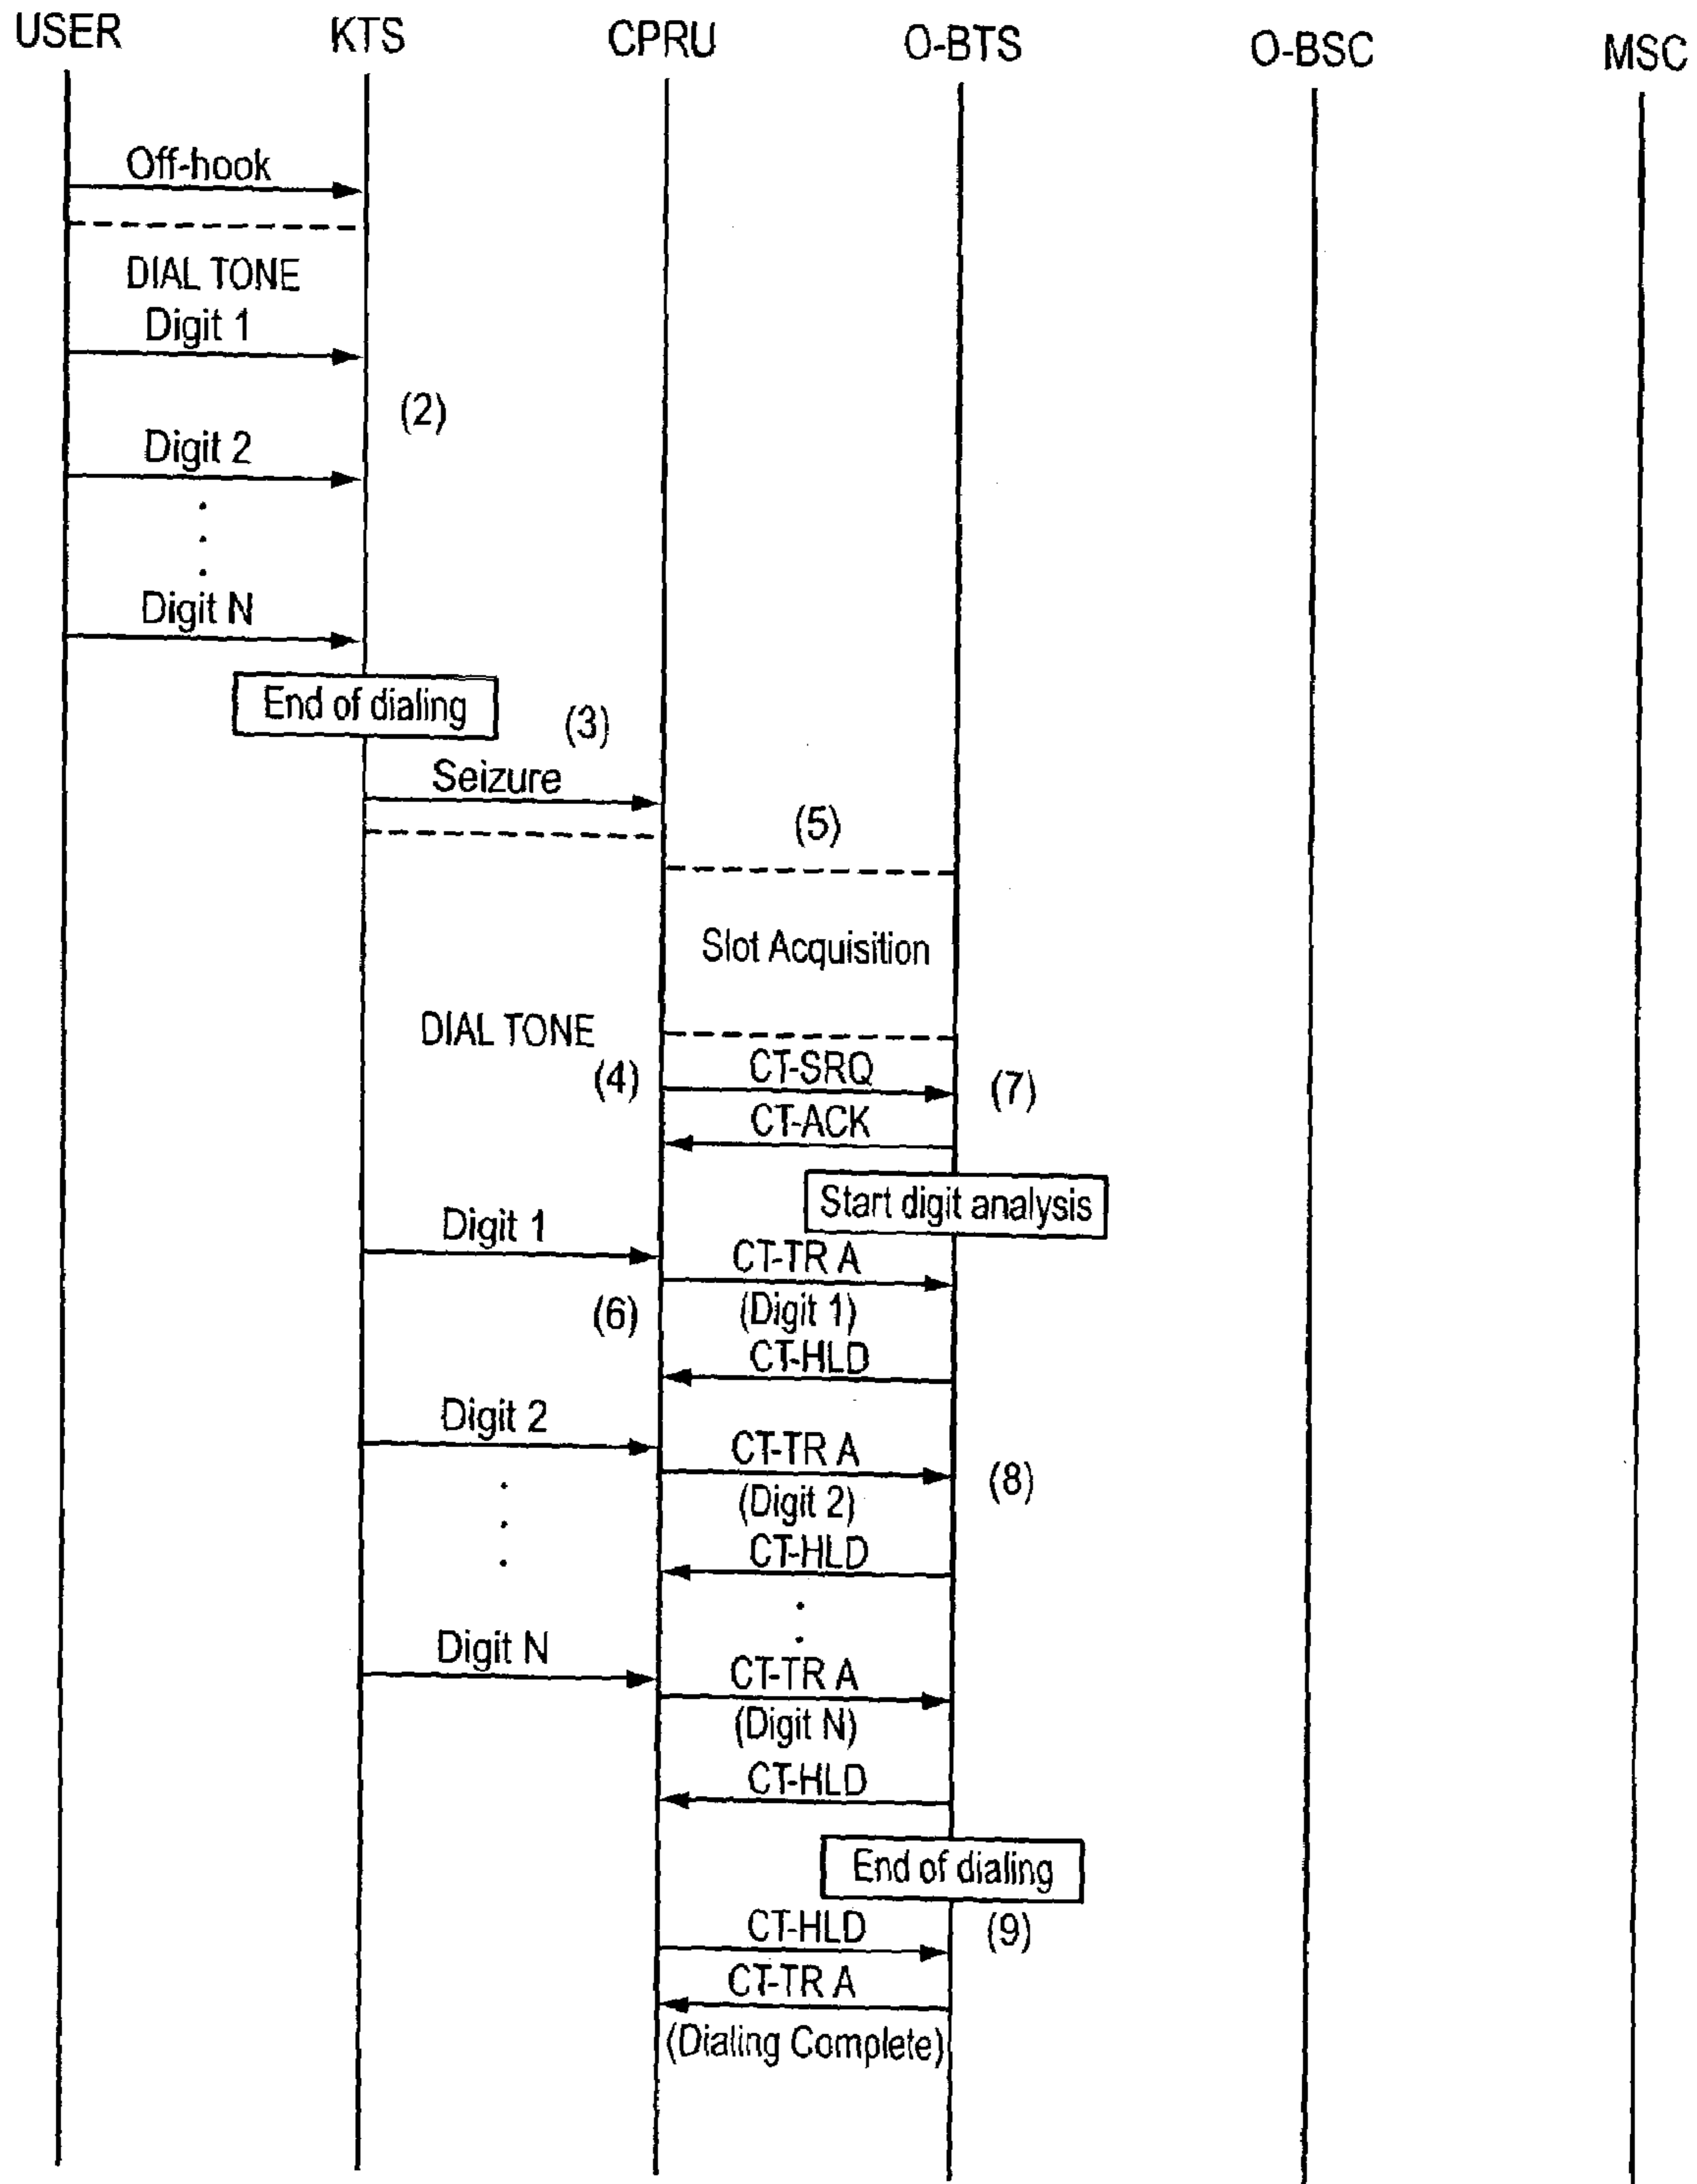 USER KTS CPRU O-BTS O-BSC MSC
Off-hook
DIAL TONE
Digit 1
(2)
Digit 2
Digit N
End of dialing
(3)
Seizure
(5)
Slot Acquisition
DIAL TONE
(4)
CT-SRQ
(7)
CT-ACK
Start digit analysis
Digit 1
CT-TR A
(Digit 1)
(6)
CT-HLD
Digit 2
CT-TR A
(8)
(Digit 2)
CT-HLD
Digit N
CT-TR A
(Digit N)
CT-HLD
End of dialing
CT-HLD
(9)
CT-TR A
(Dialing Complete)